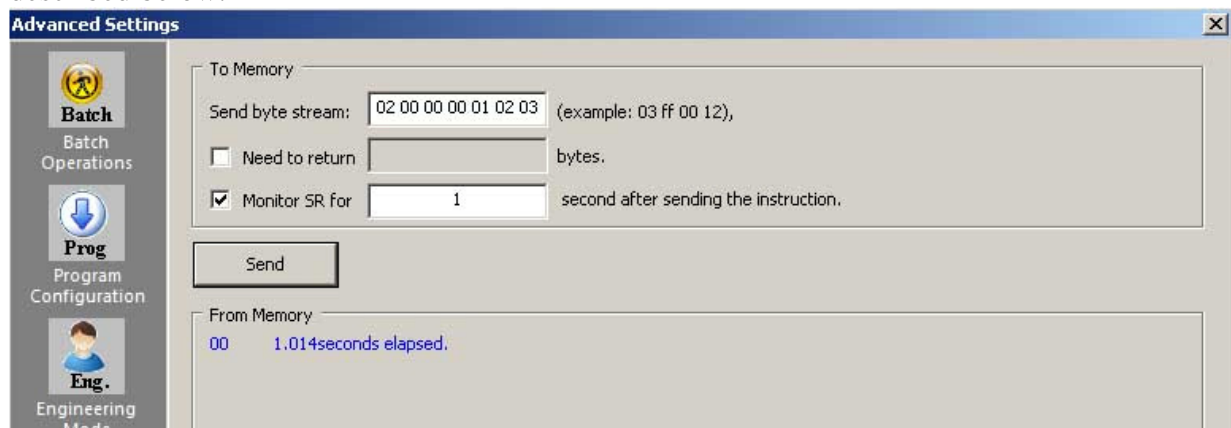 Advanced Settings
Batch
Batch
Operations
Prog
Program
Configuration
Eng.
Engineering
To Memory
Send byte stream:
02 00 00 00 01 02 03
(example: 03 ff 00 12),
Need to return
bytes.
Monitor SR for
1
second after sending the instruction.
Send
From Memory
00 1.014seconds elapsed.